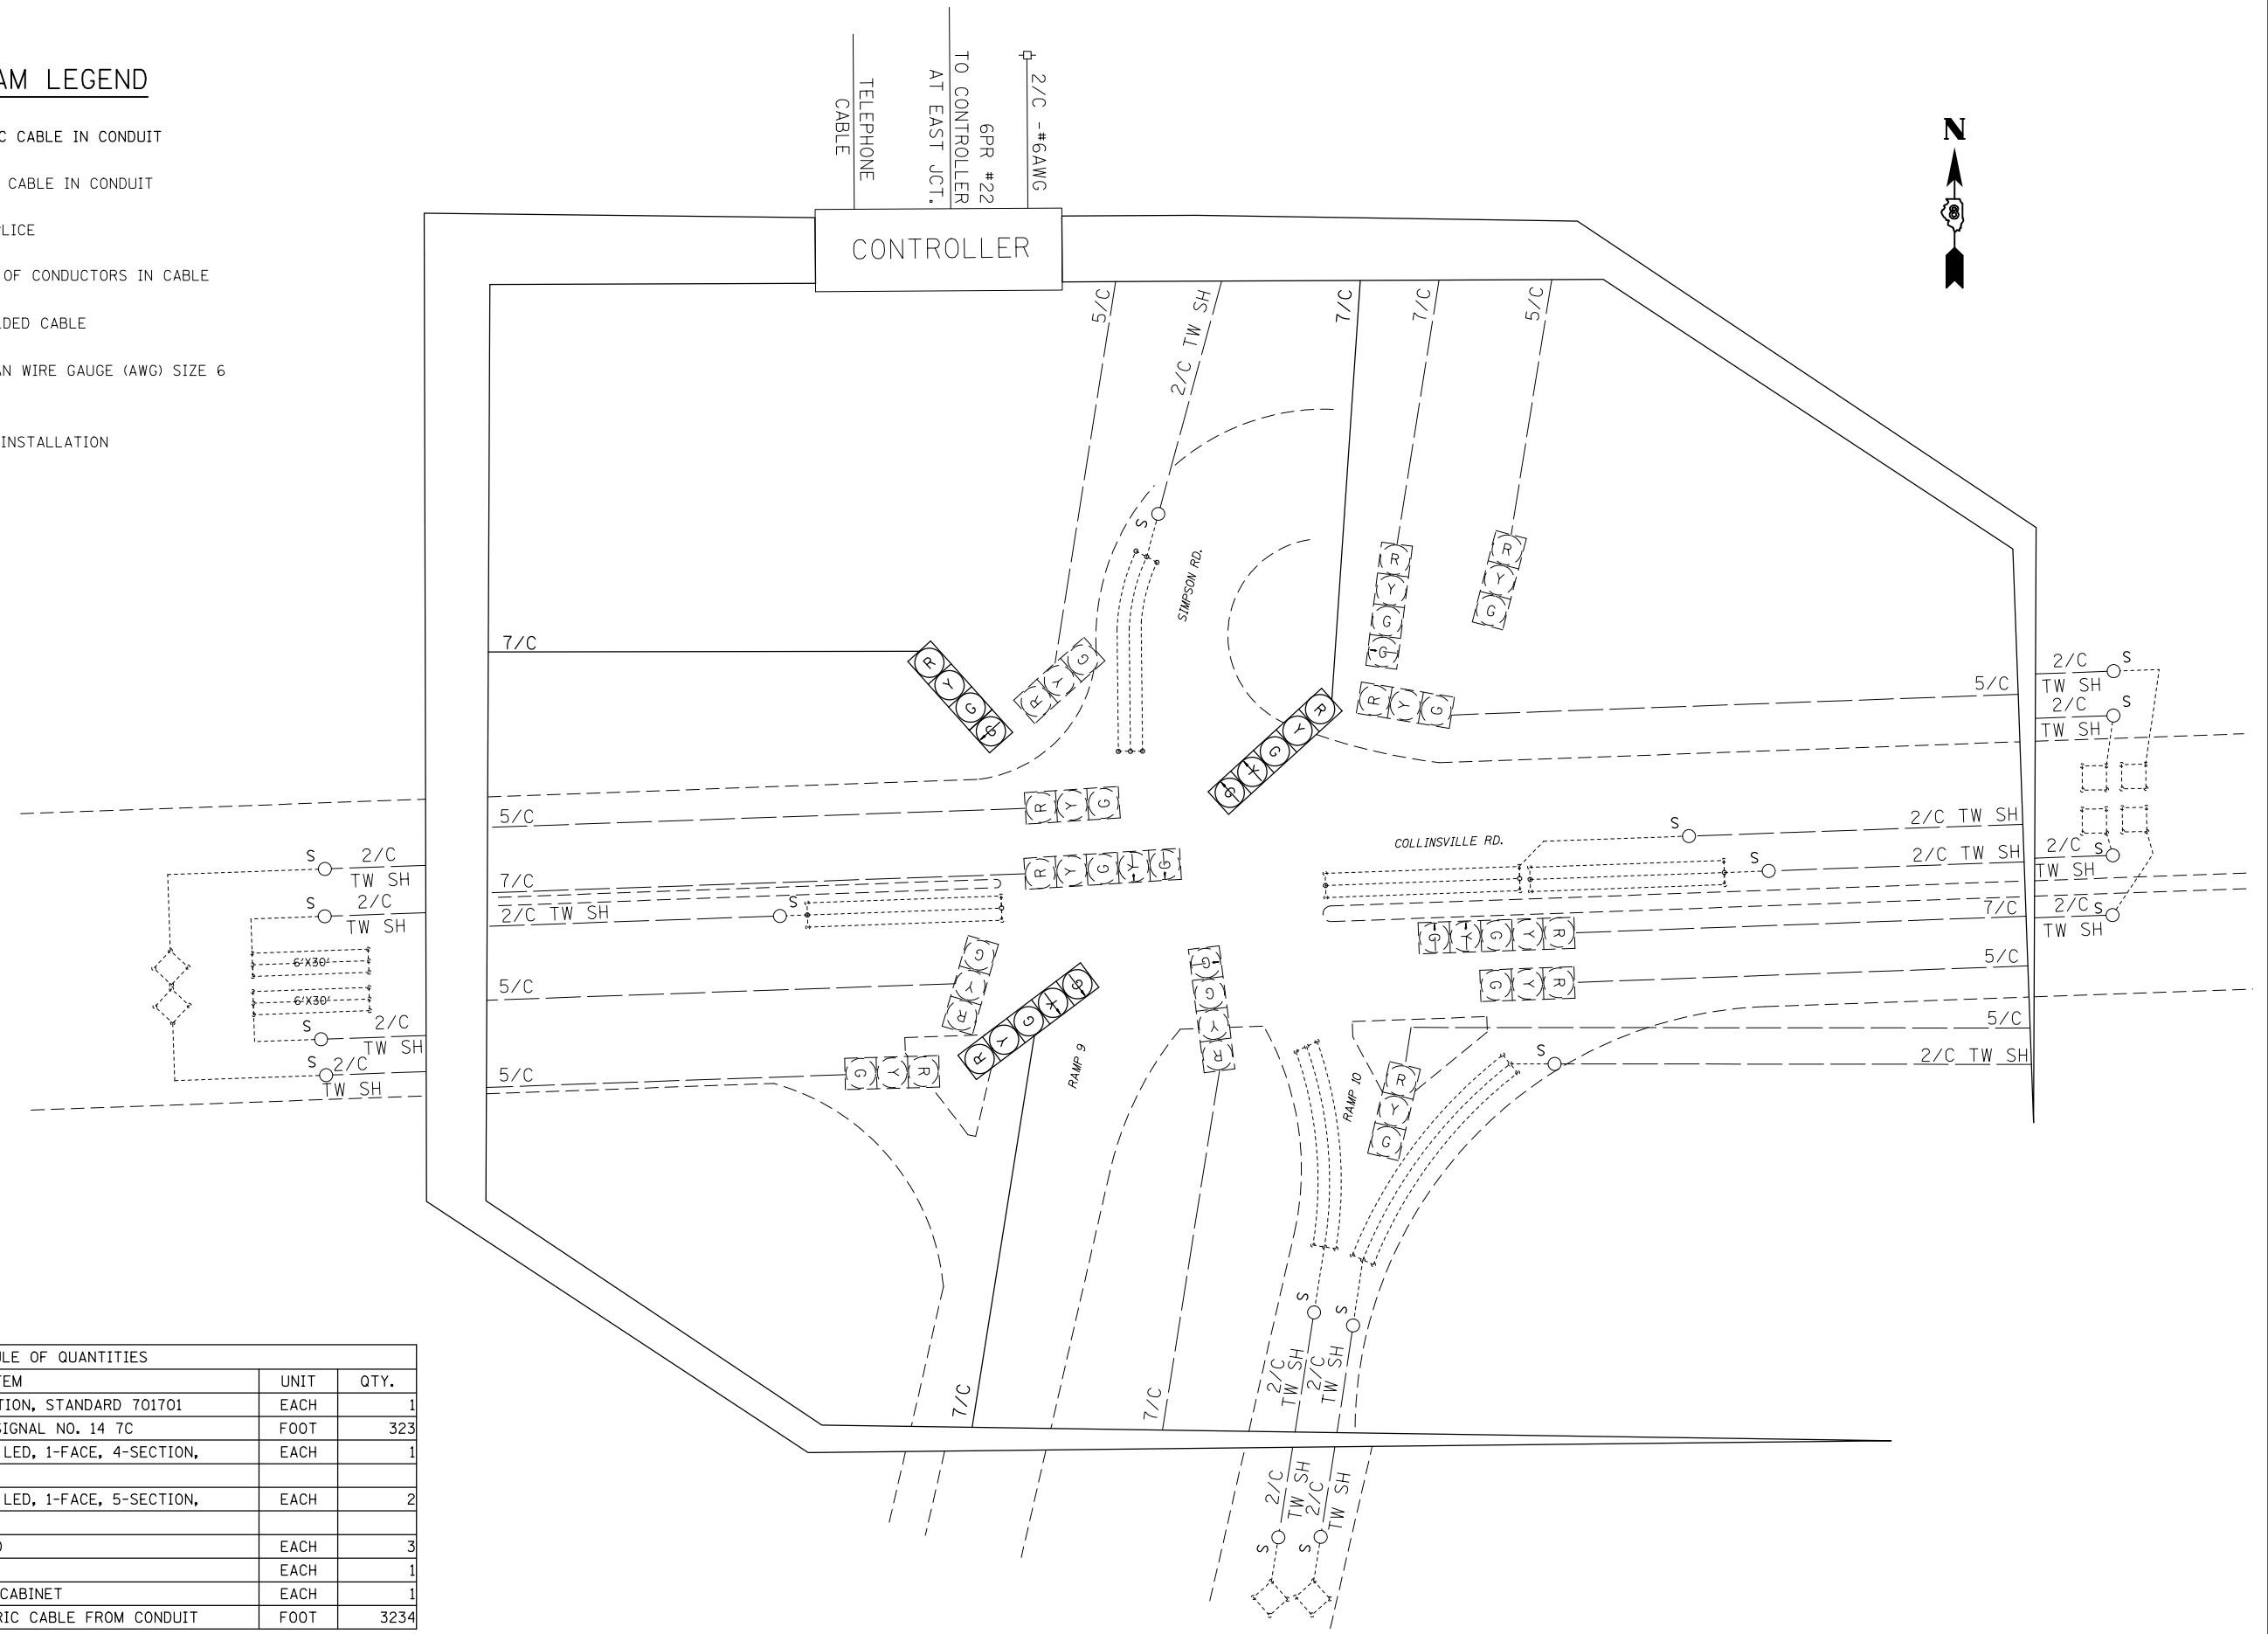 AM LEGEND
C CABLE IN CONDUIT
CABLE IN CONDUIT
PLICE
OF CONDUCTORS IN CABLE
DED CABLE
AN WIRE GAUGE (AWG) SIZE 6
INSTALLATION
TELEPHONE
CABLE
TO CONTROLLER
AT EAST JCT.
6PR #22
2/C -#6AWG
N
8
CONTROLLER
5/C
2/C TW SH
7/C
7/C
5/C
S
SIMPSON RD.
R
Y
G
G
R
Y
G
7/C
R
Y
G
G
R
Y
G
R
Y
G
Y
G
R
Y
G
5/C
2/C
TW SH
S
2/C
TW SH
S
5/C
R
Y
G
7/C
R
Y
G
Y
G
2/C TW SH
S
COLLINSVILLE RD.
S
2/C TW SH
S
2/C TW SH
2/C
TW SH
S
7/C
2/C
TW SH
S
S
2/C
TW SH
S
2/C
TW SH
6'X30'
6'X30'
S
2/C
TW SH
S
2/C
TW SH
5/C
G
Y
R
5/C
G
Y
R
R
Y
G
Y
G
RAMP 9
G
G
Y
R
G
Y
G
Y
R
G
Y
R
5/C
5/C
S
2/C TW SH
RAMP 10
R
Y
G
7/C
7/C
S
S
2/C
TW SH
2/C
TW SH
2/C
TW SH
2/C
TW SH
S
S
ULE OF QUANTITIES
TEM
UNIT
QTY.
TION, STANDARD 701701
EACH
1
SIGNAL NO. 14 7C
FOOT
323
LED, 1-FACE, 4-SECTION,
EACH
1
LED, 1-FACE, 5-SECTION,
EACH
2
EACH
3
EACH
1
CABINET
EACH
1
RIC CABLE FROM CONDUIT
FOOT
3234